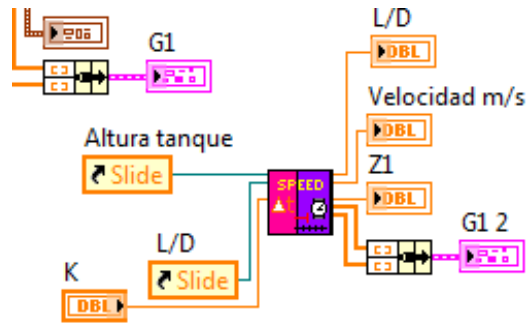 L/D
G1
DBL
Velocidad m/s
DBL
Altura tanque
Slide
SPEED
Z1
DBL
L/D
Slide
G1 2
K
DBL